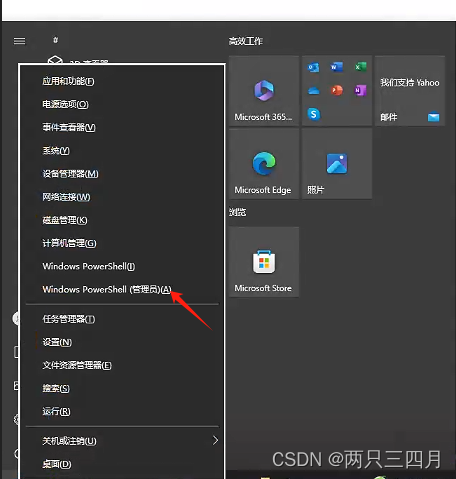 #
高效工作
应用和功能(F)
电源选项(O)
事件查看器(V)
系统(Y)
设备管理器(M)
网络连接(W)
磁盘管理(K)
计算机管理(G)
Windows PowerShell(I)
Windows PowerShell (管理员)(A)
任务管理器(T)
设置(N)
文件资源管理器(E)
搜索(S)
运行(R)
关机或注销(U)
桌面(D)
Microsoft 365...
我们支持 Yahoo
邮件
Microsoft Edge
照片
浏览
Microsoft Store
CSDN @两只三四月